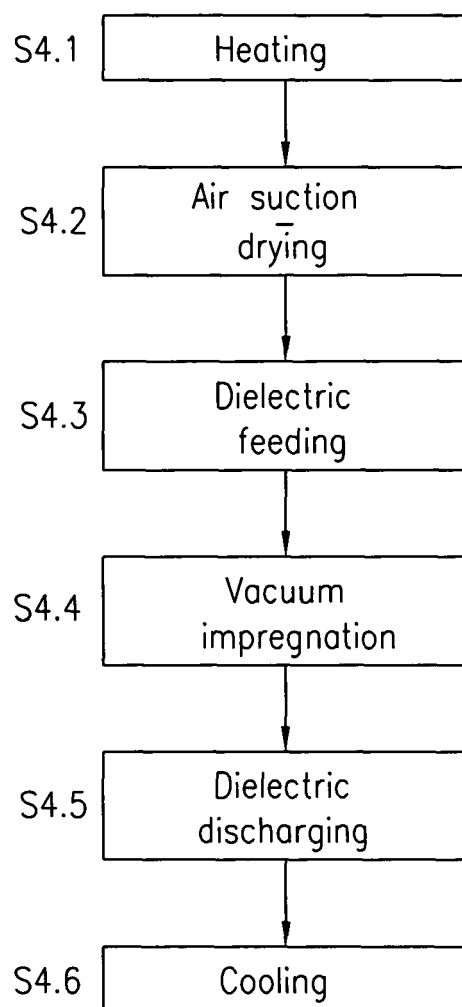 S4.1 Heating
Air suction
S4.2
drying
Dielectric
S4.3
feeding
Vacuum
S4.4
impregnation
Dielectric
S4.5
discharging
S4.6 Cooling